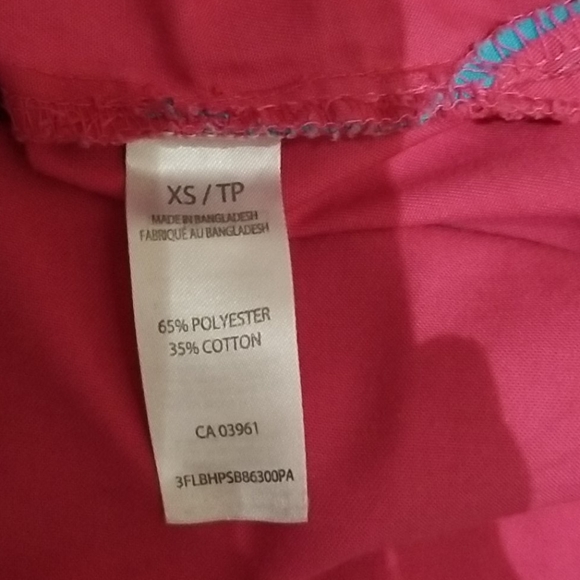 XS / TP
MADE IN BANGLADESH
FABRIQUÉ AU BANGLADESH
65% POLYESTER
35% COTTON
CA 03961
3FLBHPSB86300PA